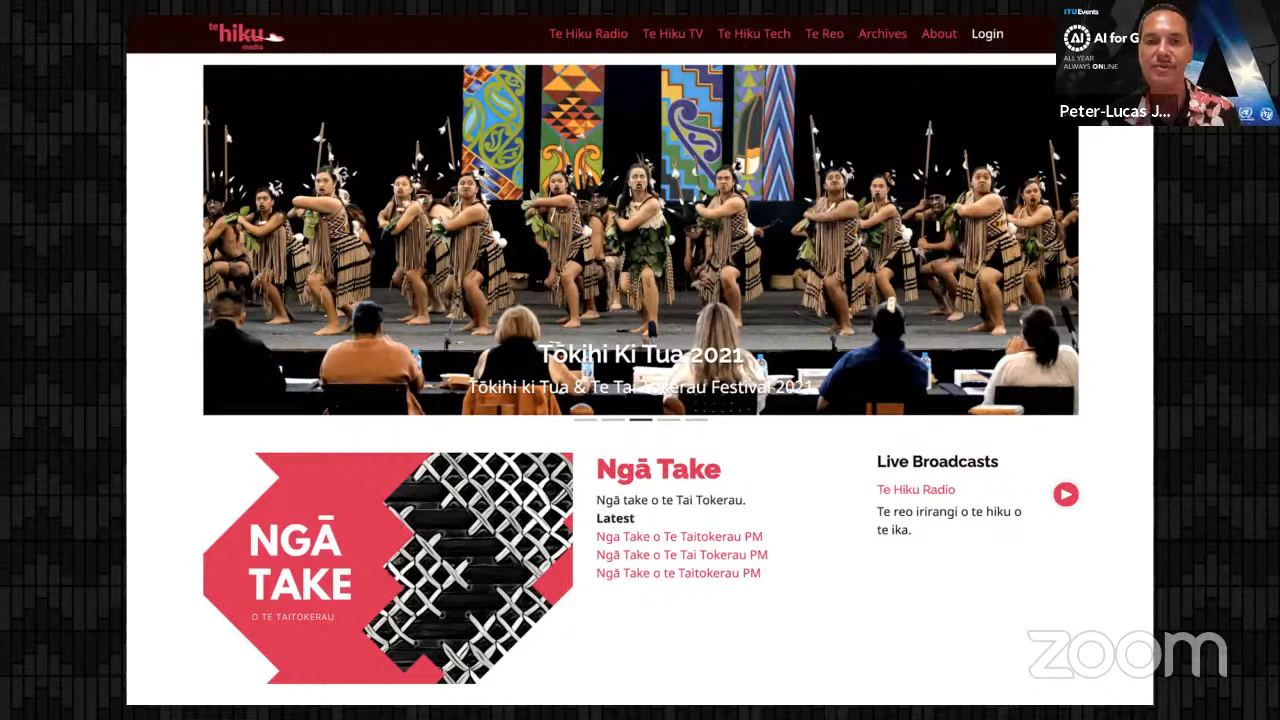 te hiku media
Te Hiku Radio Te Hiku TV Te Hiku Tech Te Reo Archives About Login
ITUEvents
AI AI for G
ALL YEAR
ALWAYS ONLINE
Peter-Lucas J...
Tōkihi Ki Tua 2021
Tōkihi ki Tua & Te Tai Tokerau Festival 2021
NGĀ
TAKE
O TE TAITOKERAU
Ngā Take
Ngā take o te Tai Tokerau.
Latest
Nga Take o Te Taitokerau PM
Ngā Take o Te Tai Tokerau PM
Ngā Take o te Taitokerau PM
Live Broadcasts
Te Hiku Radio
Te reo irirangi o te hiku o
te ika.
zoom